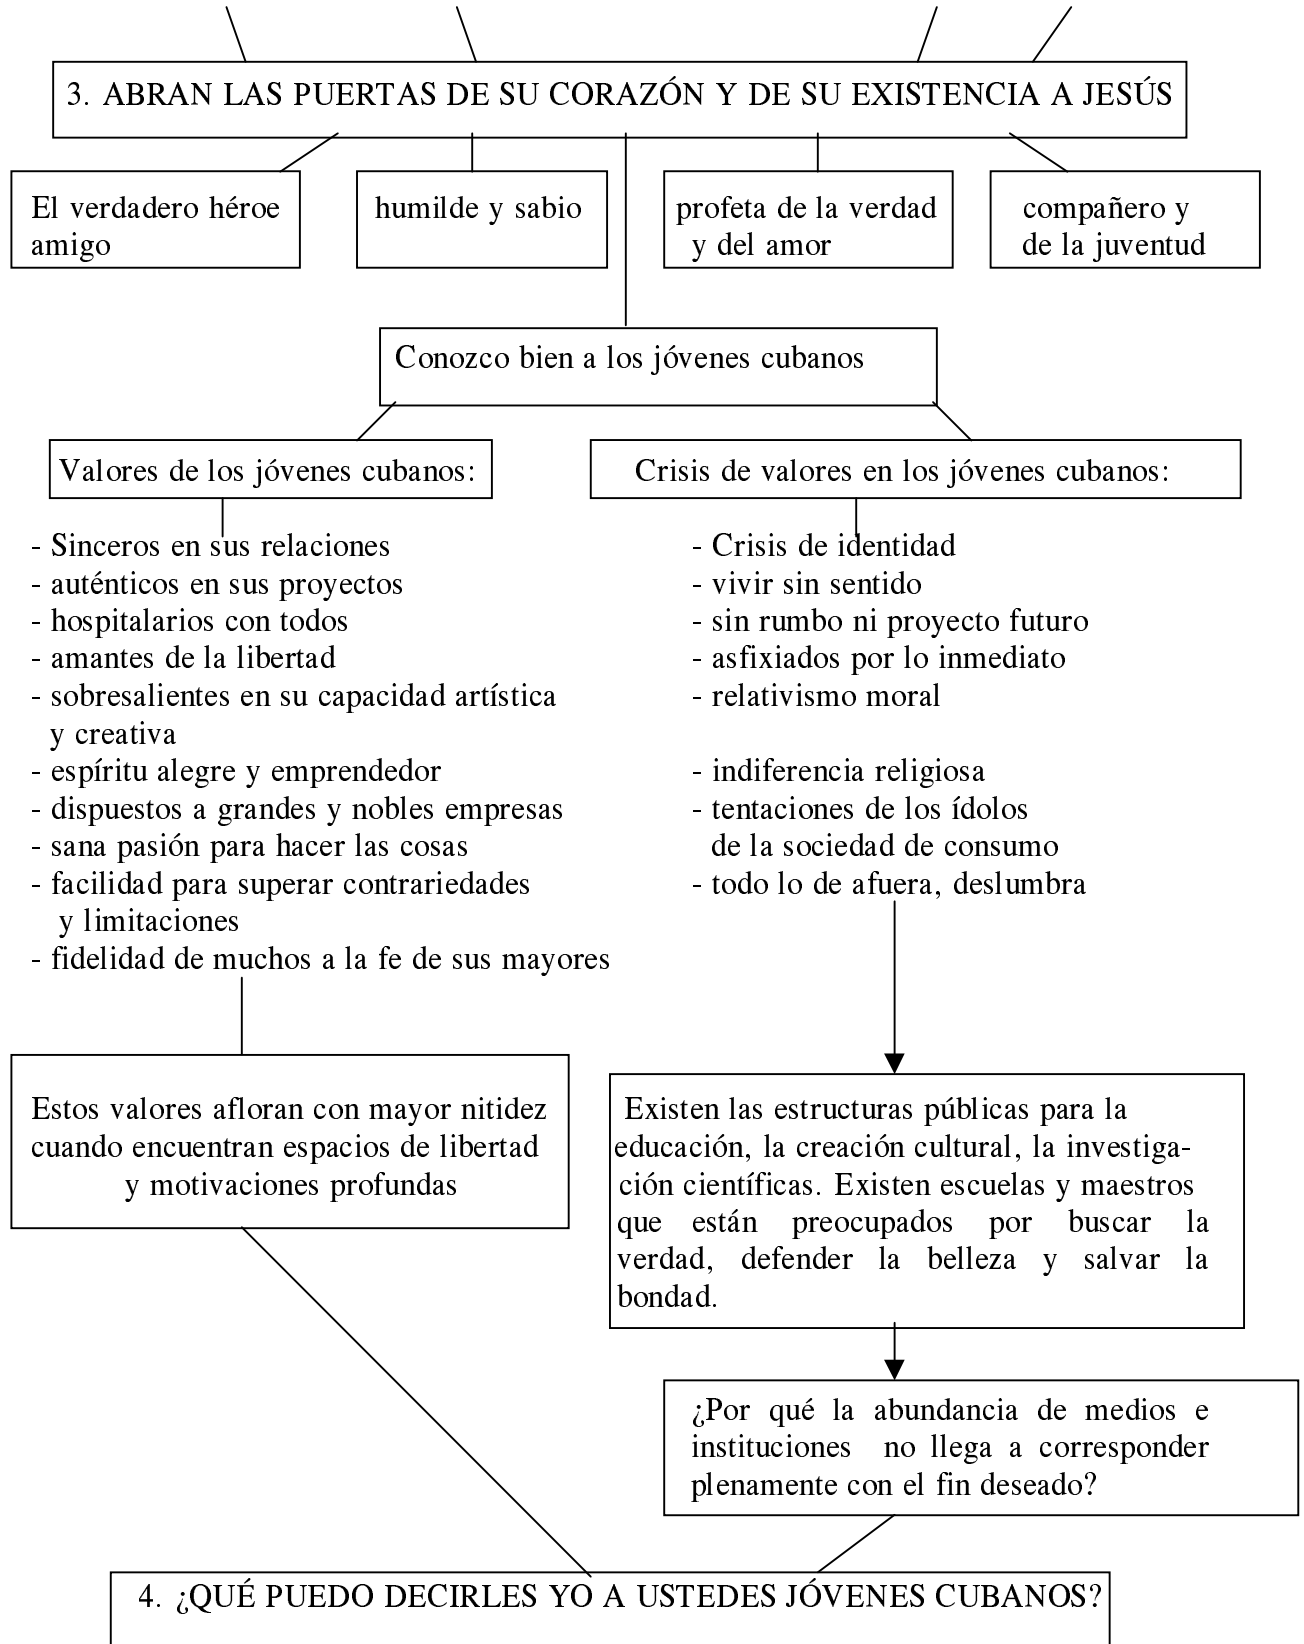 3. ABRAN LAS PUERTAS DE SU CORAZÓN Y DE SU EXISTENCIA A JESÚS
El verdadero héroe
amigo
humilde y sabio
profeta de la verdad
y del amor
compañero y
de la juventud
Conozco bien a los jóvenes cubanos
Valores de los jóvenes cubanos:
- Sinceros en sus relaciones
- auténticos en sus proyectos
- hospitalarios con todos
- amantes de la libertad
- sobresalientes en su capacidad artística
y creativa
- espíritu alegre y emprendedor
- dispuestos a grandes y nobles empresas
- sana pasión para hacer las cosas
- facilidad para superar contrariedades
y limitaciones
- fidelidad de muchos a la fe de sus mayores
Estos valores afloran con mayor nitidez
cuando encuentran espacios de libertad
y motivaciones profundas
Crisis de valores en los jóvenes cubanos:
- Crisis de identidad
- vivir sin sentido
- sin rumbo ni proyecto futuro
- asfixiados por lo inmediato
- relativismo moral
- indiferencia religiosa
- tentaciones de los ídolos
de la sociedad de consumo
- todo lo de afuera, deslumbra
Existen las estructuras públicas para la
educación, la creación cultural, la investiga-
ción científicas. Existen escuelas y maestros
que están preocupados por buscar la
verdad, defender la belleza y salvar la
bondad.
¿Por qué la abundancia de medios e
instituciones no llega a corresponder
plenamente con el fin deseado?
4. ¿QUÉ PUEDO DECIRLES YO A USTEDES JÓVENES CUBANOS?